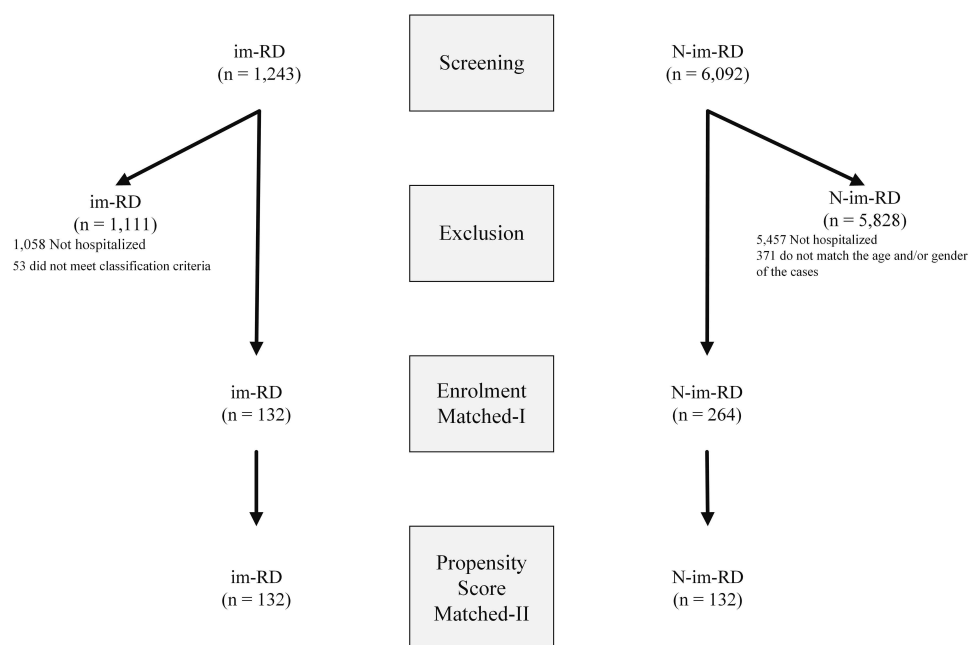 im-RD
(n = 1,243)
Screening
N-im-RD
(n = 6,092)
im-RD
(n = 1,111)
1,058 Not hospitalized
53 did not meet classification criteria
Exclusion
N-im-RD
(n = 5,828)
5,457 Not hospitalized
371 do not match the age and/or gender
of the cases
im-RD
(n = 132)
Enrolment
Matched-I
N-im-RD
(n = 264)
im-RD
(n = 132)
Propensity
Score
Matched-II
N-im-RD
(n = 132)